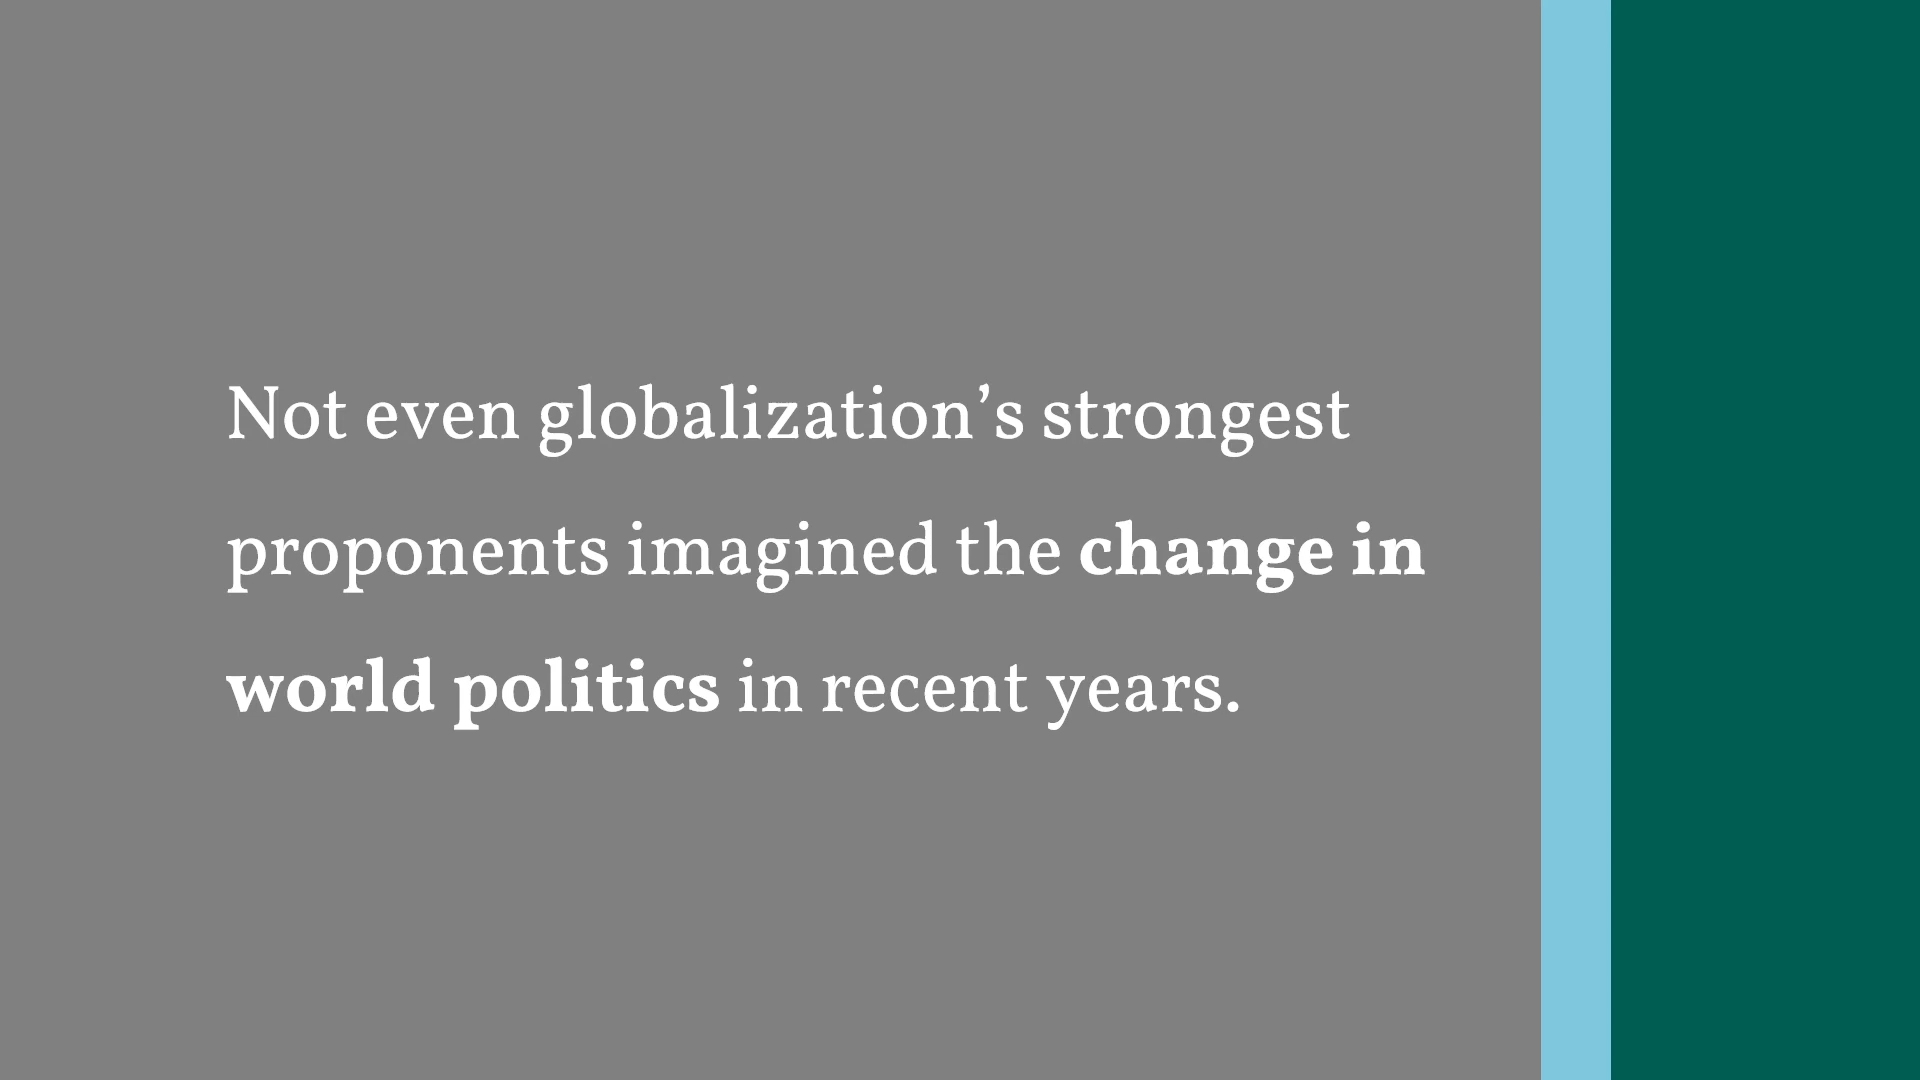 Not even globalization’s strongest
proponents imagined the change in
world politics in recent years.